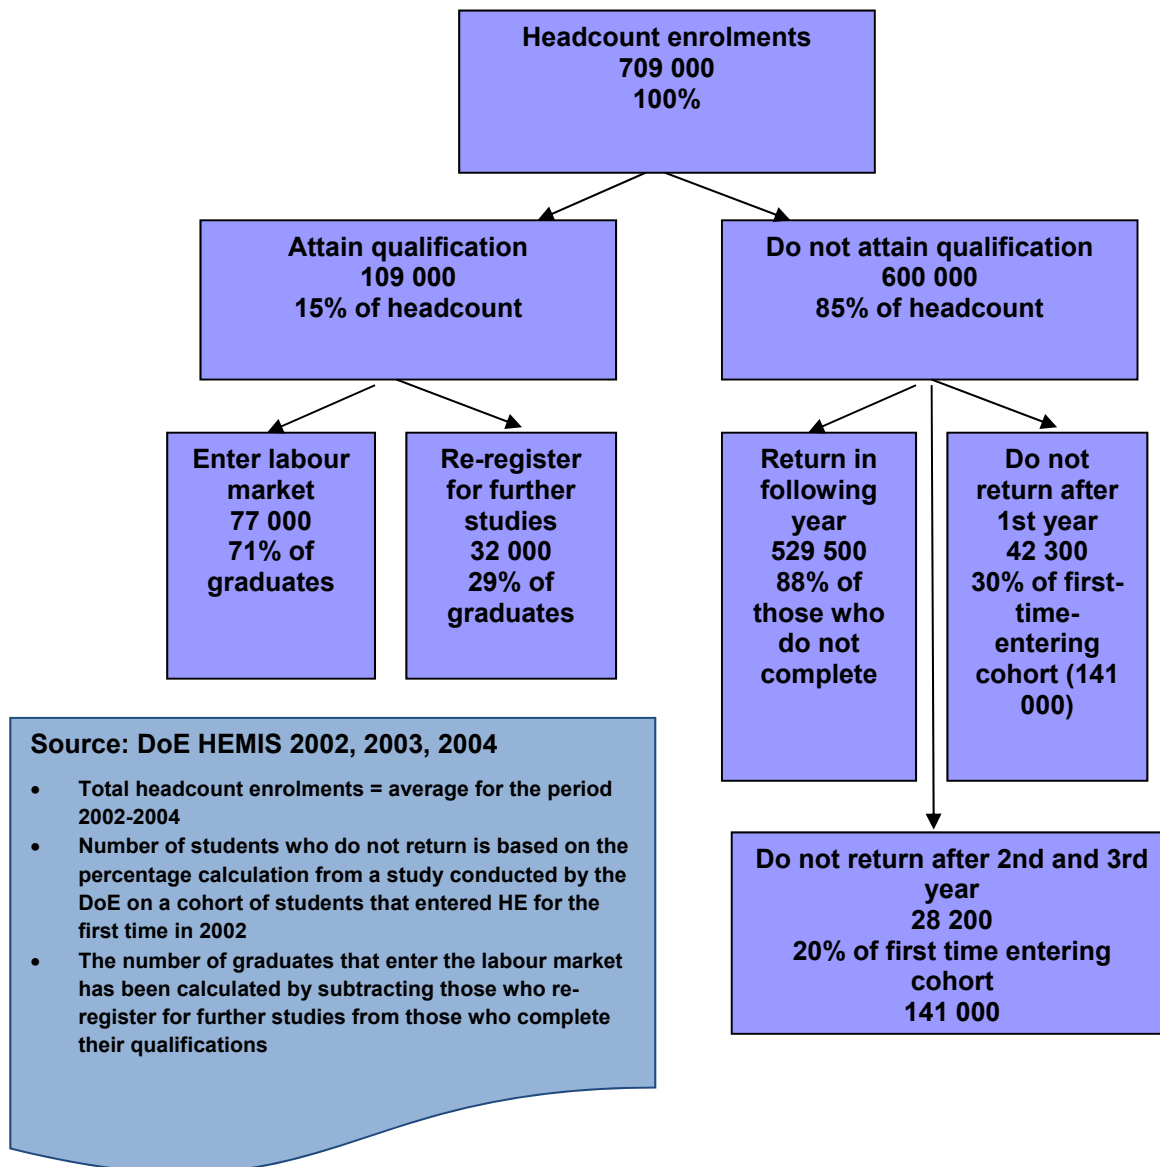 Headcount enrolments
709 000
100%
Attain qualification
109 000
15% of headcount
Do not attain qualification
600 000
85% of headcount
Enter labour
market
77 000
71% of
graduates
Re-register
for further
studies
32 000
29% of
graduates
Return in
following
year
529 500
88% of
those who
do not
complete
Do not
return after
1st year
42 300
30% of first-
time-
entering
cohort (141
000)
Do not return after 2nd and 3rd
year
28 200
20% of first time entering
cohort
141 000
Source: DoE HEMIS 2002, 2003, 2004
• Total headcount enrolments = average for the period
2002-2004
• Number of students who do not return is based on the
percentage calculation from a study conducted by the
DoE on a cohort of students that entered HE for the
first time in 2002
• The number of graduates that enter the labour market
has been calculated by subtracting those who re-
register for further studies from those who complete
their qualifications